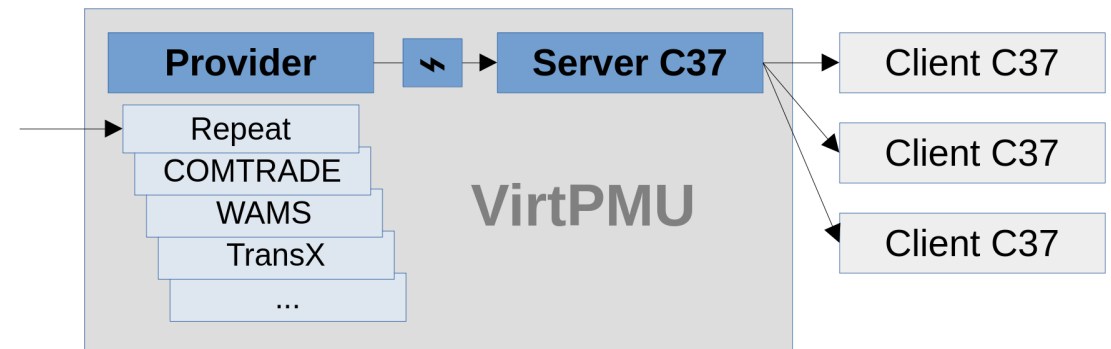 Provider
Server C37
Client C37
Repeat
COMTRADE
WAMS
TransX
...
VirtPMU
Client C37
Client C37